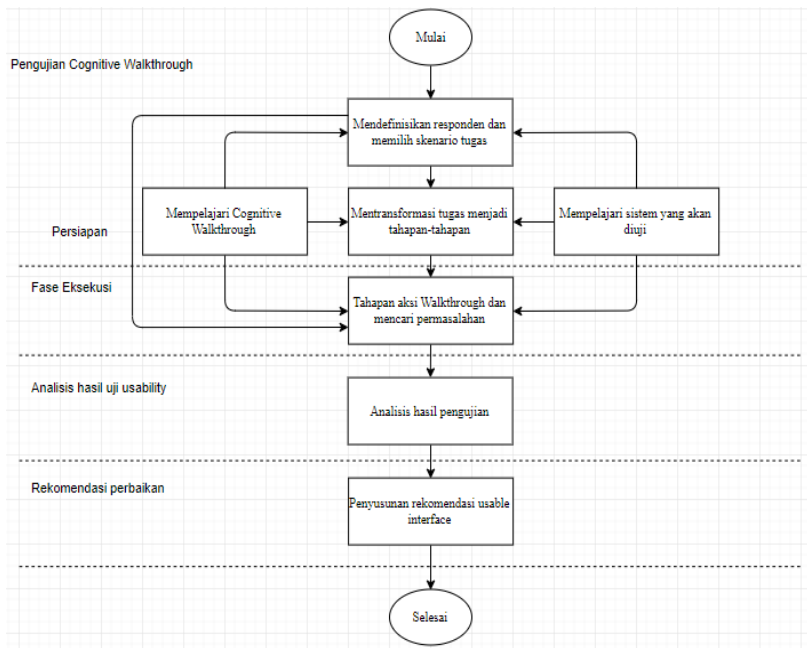 Mulai
Pengujian Cognitive Walkthrough
Mendefinisikan responden dan
memilih skenario tugas
Persiapan
Mempelajari Cognitive
Walkthrough
Mentransformasi tugas menjadi
tahapan-tahapan
Mempelajari sistem yang akan
diuji
Fase Eksekusi
Tahapan aksi Walkthrough dan
mencari permasalahan
Analisis hasil uji usability
Analisis hasil pengujian
Rekomendasi perbaikan
Penyusunan rekomendasi usable
interface
Selesai